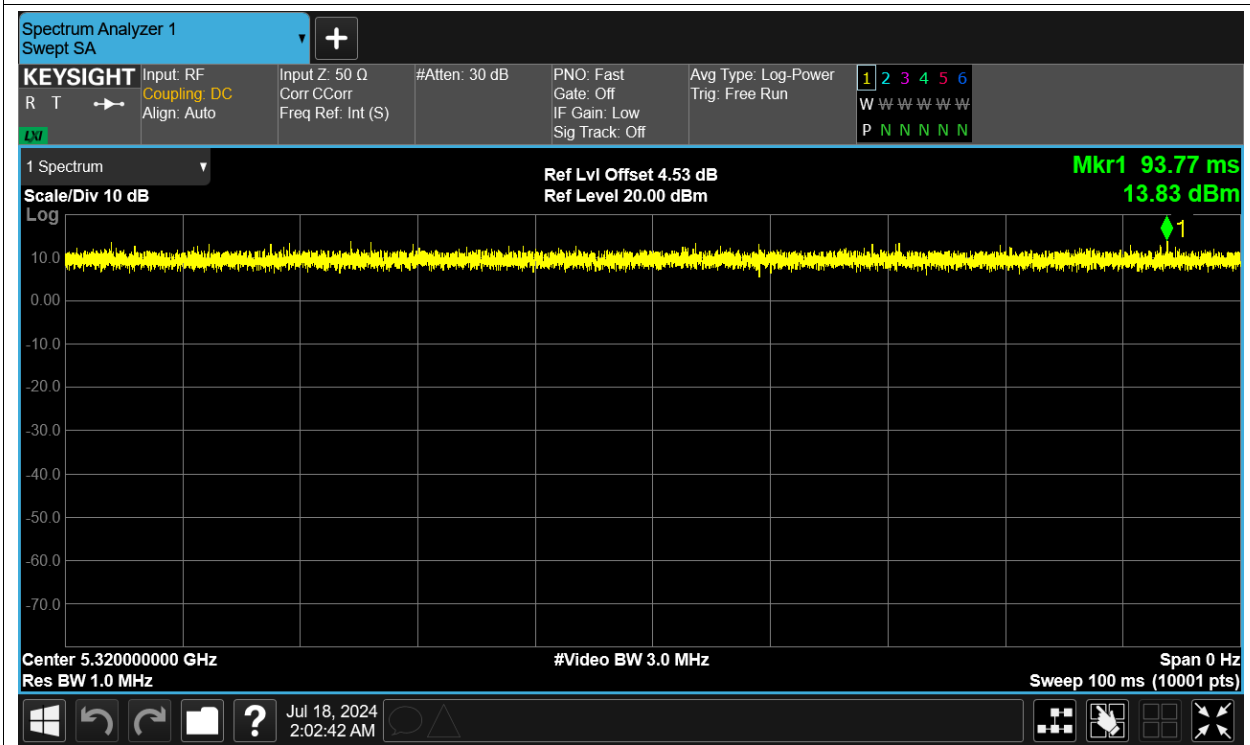 Spectrum Analyzer 1
Swept SA
KEYSIGHT
R T
LXI
Input: RF
Coupling: DC
Align: Auto
Input Z: 50 Ω
Corr CCorr
Freq Ref: Int (S)
#Atten: 30 dB
PNO: Fast
Gate: Off
IF Gain: Low
Sig Track: Off
Avg Type: Log-Power
Trig: Free Run
1 2 3 4 5 6
W W W W W W
P N N N N N
1 Spectrum
Scale/Div 10 dB
Log
Ref Lvl Offset 4.53 dB
Ref Level 20.00 dBm
Mkr1 93.77 ms
13.83 dBm
1
10.0
0.00
-10.0
-20.0
-30.0
-40.0
-50.0
-60.0
-70.0
Center 5.320000000 GHz
Res BW 1.0 MHz
#Video BW 3.0 MHz
Span 0 Hz
Sweep 100 ms (10001 pts)
?
Jul 18, 2024
2:02:42 AM